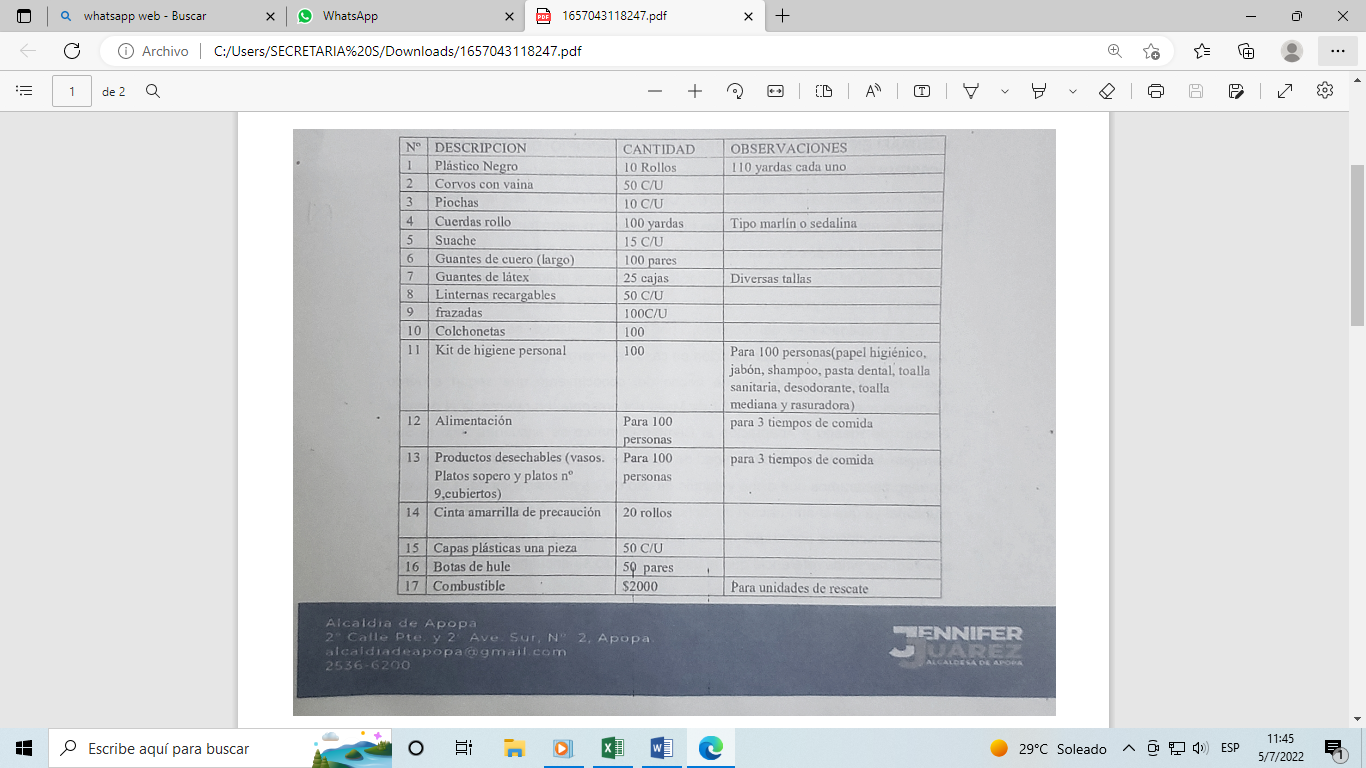 whatsapp web - Buscar
WhatsApp
1657043118247.pdf
Archivo
C:/Users/SECRETARIA%20S/Downloads/1657043118247.pdf
1 de 2
Nº DESCRIPCION CANTIDAD OBSERVACIONES
1 Plástico Negro 10 Rollos 110 yardas cada uno
2 Corvos con vaina 50 C/U
3 Piochas 10 C/U
4 Cuerdas rollo 100 yardas Tipo marlín o sedalina
5 Suache 15 C/U
6 Guantes de cuero (largo) 100 pares
7 Guantes de látex 25 cajas Diversas tallas
8 Linternas recargables 50 C/U
9 frazadas 100C/U
10 Colchonetas 100
11 Kit de higiene personal 100 Para 100 personas(papel higiénico,
jabón, shampoo, pasta dental, toalla
sanitaria, desodorante, toalla
mediana y rasuradora)
12 Alimentación Para 100 para 3 tiempos de comida
personas
13 Productos desechables (vasos. Para 100 para 3 tiempos de comida
Platos sopero y platos nº personas
9,cubiertos)
14 Cinta amarrilla de precaución 20 rollos
15 Capas plásticas una pieza 50 C/U
16 Botas de hule 50 pares
17 Combustible $2000 Para unidades de rescate
Alcaldia de Apopa
2º Calle Pte. y 2º Ave. Sur, Nº 2, Apopa.
alcaldiadeapopa@gmail.com
2536-6200
JENNIFER
JUAREZ
ALCALDESA DE APOPA
Escribe aquí para buscar
29°C Soleado
ESP
11:45
5/7/2022
1